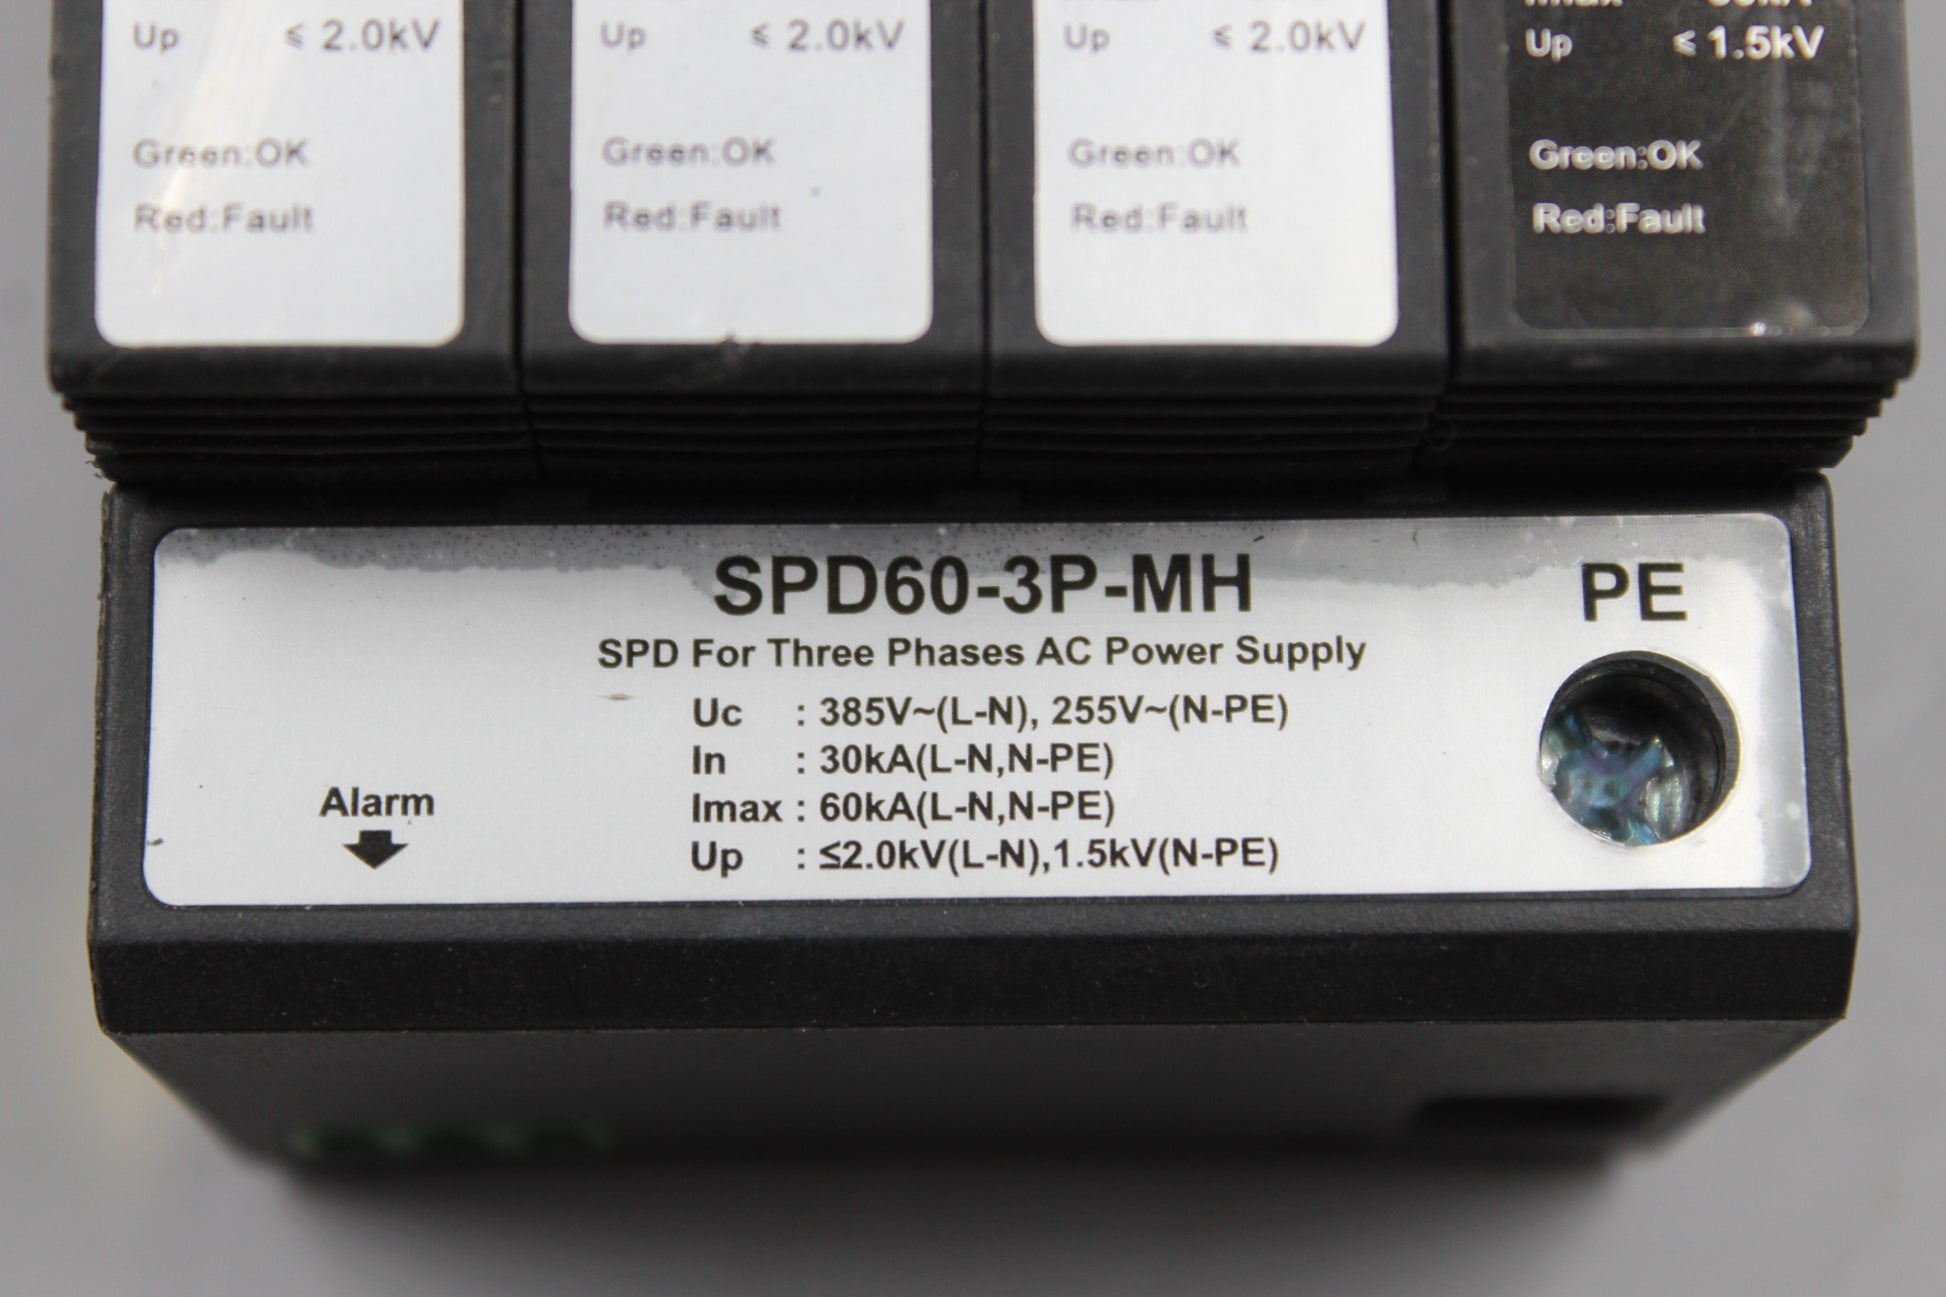 Up ≤ 2.0kV
Green:OK
Red:Fault
Up ≤ 2.0kV
Green:OK
Red:Fault
Up ≤ 2.0kV
Green:OK
Red:Fault
Up ≤ 1.5kV
Green:OK
Red:Fault
SPD60-3P-MH
SPD For Three Phases AC Power Supply
Uc : 385V~(L-N), 255V~(N-PE)
In : 30kA(L-N,N-PE)
Imax : 60kA(L-N,N-PE)
Up : ≤2.0kV(L-N),1.5kV(N-PE)
Alarm
PE